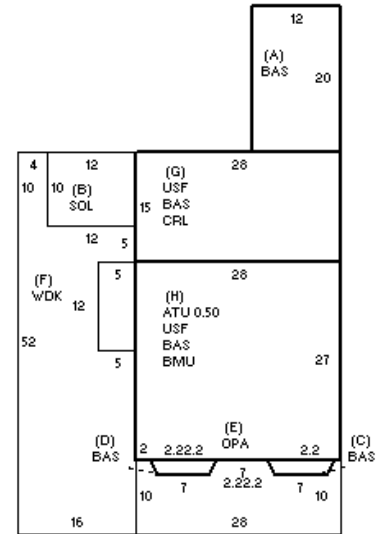 12
(A)
BAS
20
4
12
28
10
10
(B)
SOL
(G)
USF
BAS
CRL
15
12
5
5
28
(F)
WDK
12
(H)
ATU 0.50
USF
BAS
BMU
52
5
27
(D)
BAS
(E)
OPA
(C)
BAS
2
2.22.2
2.2
7
7
2.22.2
7
10
10
16
28